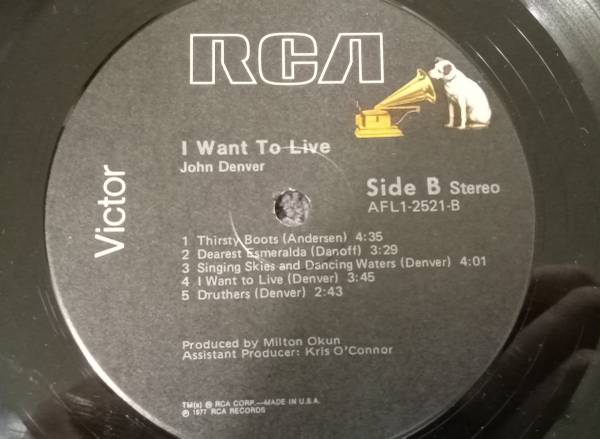 RCA
Victor
I Want To Live
John Denver
Side B Stereo
AFL1-2521-B
1 Thirsty Boots (Andersen) 4:35
2 Dearest Esmeralda (Danoff) 3:29
3 Singing Skies and Dancing Waters (Denver) 4:01
4 I Want to Live (Denver) 3:45
5 Druthers (Denver) 2:43
Produced by Milton Okun
Assistant Producer: Kris O'Connor
TM(s) ® RCA CORP.—MADE IN U.S.A.
℗ 1977 RCA RECORDS